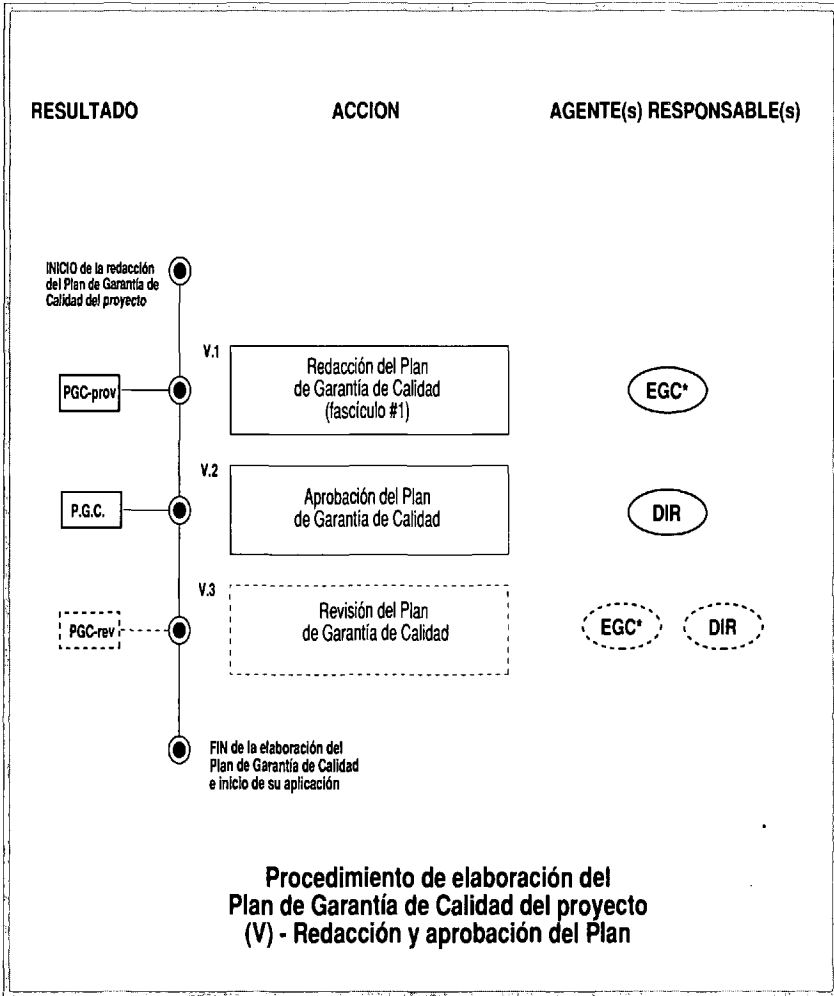 RESULTADO
ACCION
AGENTE(s) RESPONSABLE(s)
INICIO de la redacción
del Plan de Garantía de
Calidad del proyecto
V.1
Redacción del Plan
de Garantía de Calidad
(fascículo #1)
PGC-prov
EGC*
V.2
Aprobación del Plan
de Garantía de Calidad
P.G.C.
DIR
V.3
Revisión del Plan
de Garantía de Calidad
PGC-rev
EGC*
DIR
FIN de la elaboración del
Plan de Garantía de Calidad
e inicio de su aplicación
Procedimiento de elaboración del
Plan de Garantía de Calidad del proyecto
(V) - Redacción y aprobación del Plan